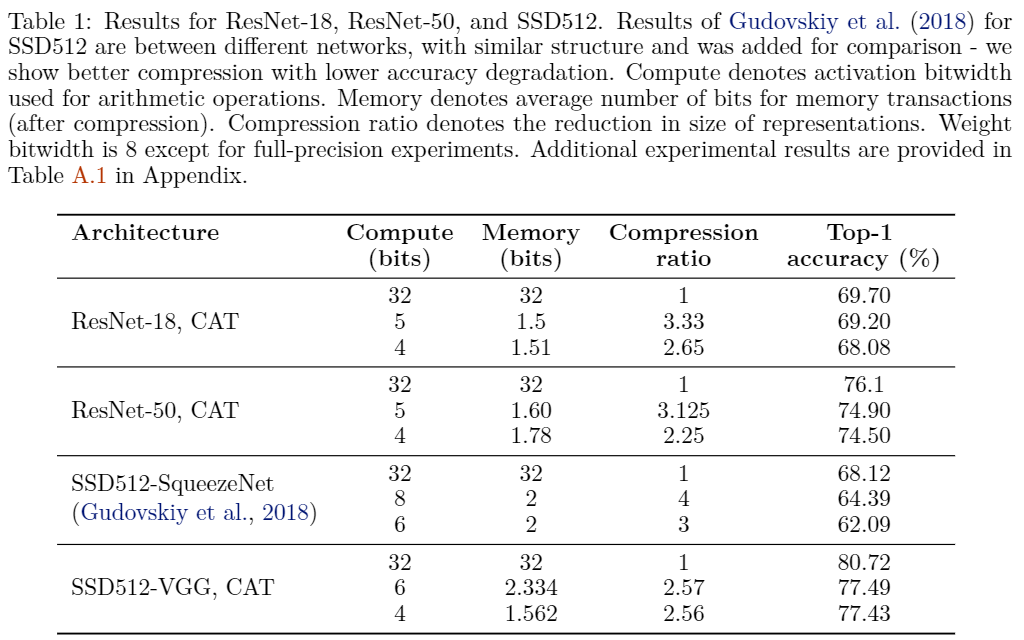 Table 1: Results for ResNet-18, ResNet-50, and SSD512. Results of Gudovskiy et al. (2018) for
SSD512 are between different networks, with similar structure and was added for comparison - we
show better compression with lower accuracy degradation. Compute denotes activation bitwidth
used for arithmetic operations. Memory denotes average number of bits for memory transactions
(after compression). Compression ratio denotes the reduction in size of representations. Weight
bitwidth is 8 except for full-precision experiments. Additional experimental results are provided in
Table A.1 in Appendix.
Architecture Compute Memory Compression Top-1
(bits) (bits) ratio accuracy (%)
32 32 1 69.70
ResNet-18, CAT 5 1.5 3.33 69.20
4 1.51 2.65 68.08
32 32 1 76.1
ResNet-50, CAT 5 1.60 3.125 74.90
4 1.78 2.25 74.50
32 32 1 68.12
SSD512-SqueezeNet
8 2 4 64.39
(Gudovskiy et al., 2018)
6 2 3 62.09
32 32 1 80.72
SSD512-VGG, CAT 6 2.334 2.57 77.49
4 1.562 2.56 77.43